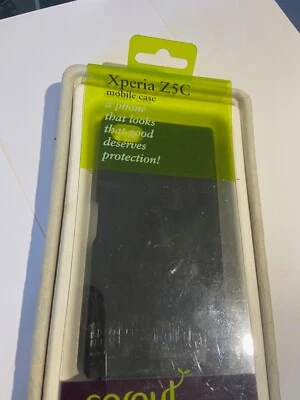 Xperia Z5C
mobile case
a phone
that looks
that good
deserves
protection!